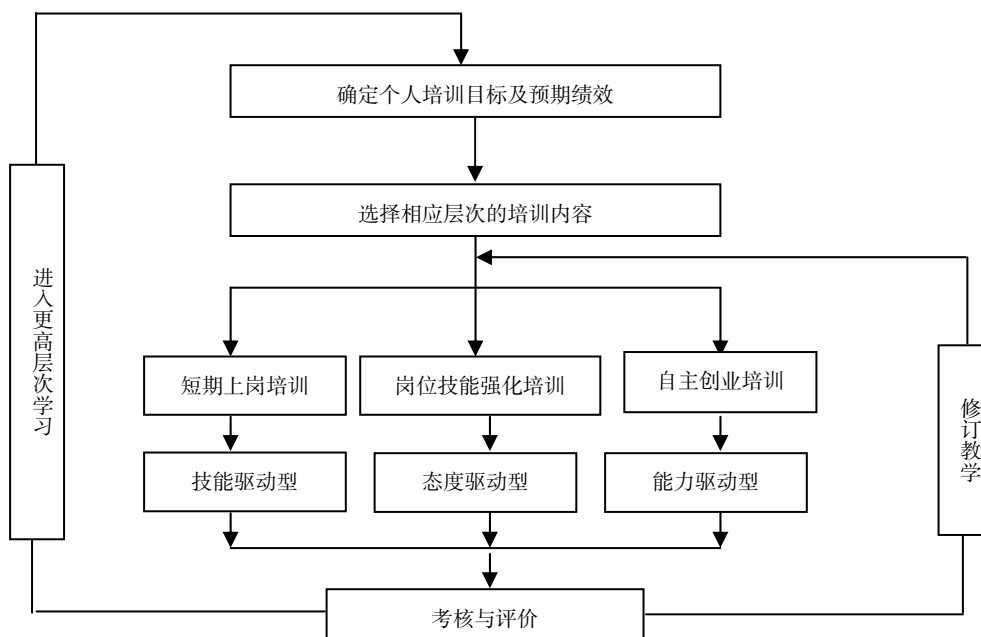 确定个人培训目标及预期绩效
选择相应层次的培训内容
进入更高层次学习
短期上岗培训
岗位技能强化培训
自主创业培训
修订教学
技能驱动型
态度驱动型
能力驱动型
考核与评价